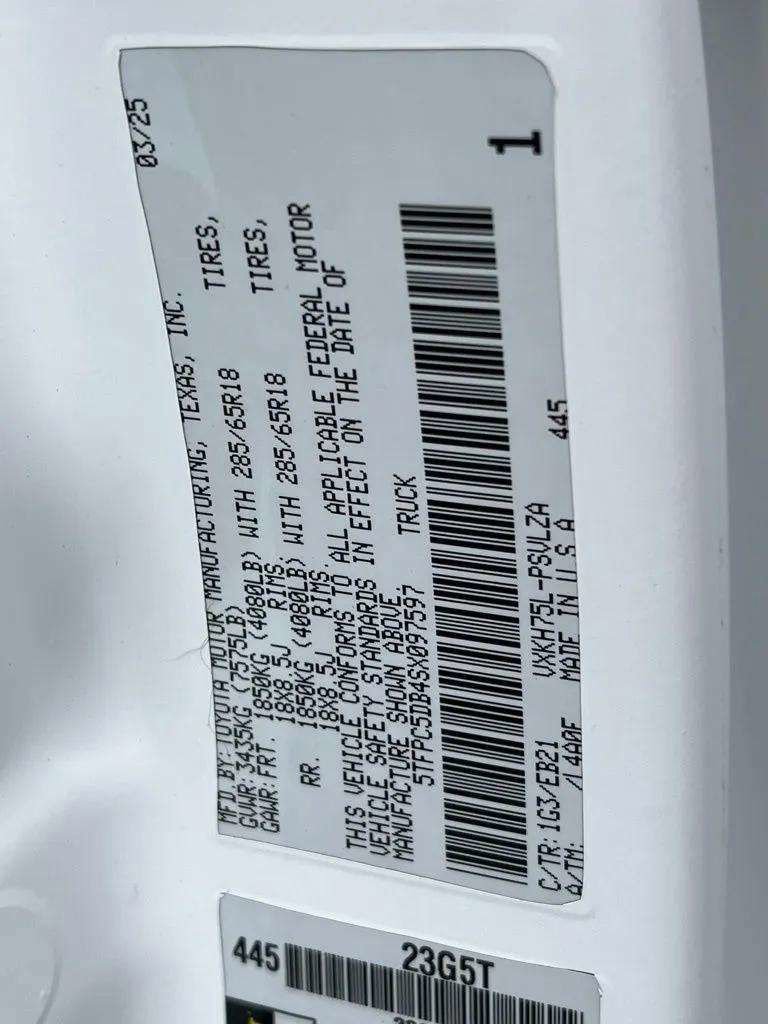 MFD.BY: TOYOTA MOTOR MANUFACTURING, TEXAS, INC. 03/25
GVWR: 3435KG (7575LB)
GAWR: FRT. 1850KG (4080LB) WITH 285/65R18 TIRES,
18X8.5J RIMS.
RR. 1850KG (4080LB) WITH 285/65R18 TIRES,
18X8.5J RIMS.
THIS VEHICLE CONFORMS TO ALL APPLICABLE FEDERAL MOTOR
VEHICLE SAFETY STANDARDS IN EFFECT ON THE DATE OF
MANUFACTURE SHOWN ABOVE.
5TFPC5DB4SX097597 TRUCK
1
C/TR: 1G3/EB21 VXKH75L-PSVLZA 445
A/TM: /L4A0F MADE IN U S A
445 23G5T